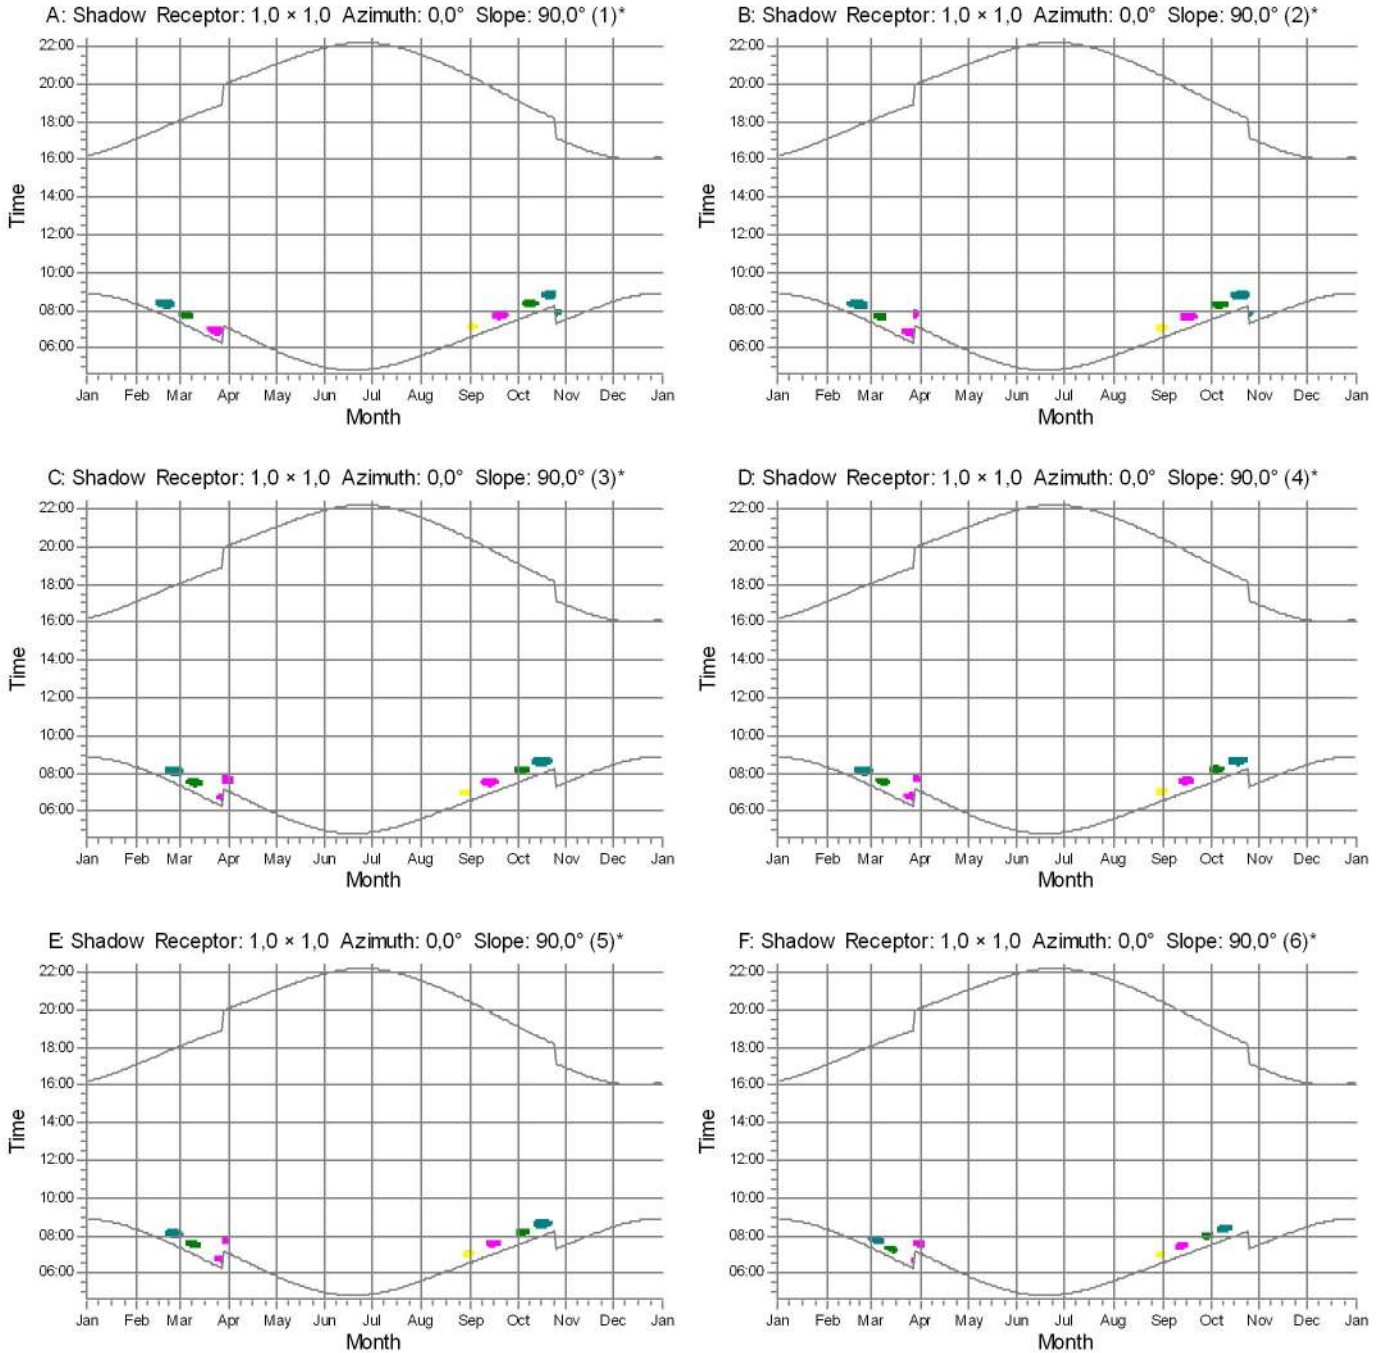 A: Shadow Receptor: 1,0 × 1,0 Azimuth: 0,0° Slope: 90,0° (1)*
22:00
20:00
18:00
16:00
14:00
12:00
10:00
08:00
06:00
Time
Jan Feb Mar Apr May Jun Jul Aug Sep Oct Nov Dec Jan
Month
B: Shadow Receptor: 1,0 × 1,0 Azimuth: 0,0° Slope: 90,0° (2)*
22:00
20:00
18:00
16:00
14:00
12:00
10:00
08:00
06:00
Time
Jan Feb Mar Apr May Jun Jul Aug Sep Oct Nov Dec Jan
Month
C: Shadow Receptor: 1,0 × 1,0 Azimuth: 0,0° Slope: 90,0° (3)*
22:00
20:00
18:00
16:00
14:00
12:00
10:00
08:00
06:00
Time
Jan Feb Mar Apr May Jun Jul Aug Sep Oct Nov Dec Jan
Month
D: Shadow Receptor: 1,0 × 1,0 Azimuth: 0,0° Slope: 90,0° (4)*
22:00
20:00
18:00
16:00
14:00
12:00
10:00
08:00
06:00
Time
Jan Feb Mar Apr May Jun Jul Aug Sep Oct Nov Dec Jan
Month
E: Shadow Receptor: 1,0 × 1,0 Azimuth: 0,0° Slope: 90,0° (5)*
22:00
20:00
18:00
16:00
14:00
12:00
10:00
08:00
06:00
Time
Jan Feb Mar Apr May Jun Jul Aug Sep Oct Nov Dec Jan
Month
F: Shadow Receptor: 1,0 × 1,0 Azimuth: 0,0° Slope: 90,0° (6)*
22:00
20:00
18:00
16:00
14:00
12:00
10:00
08:00
06:00
Time
Jan Feb Mar Apr May Jun Jul Aug Sep Oct Nov Dec Jan
Month